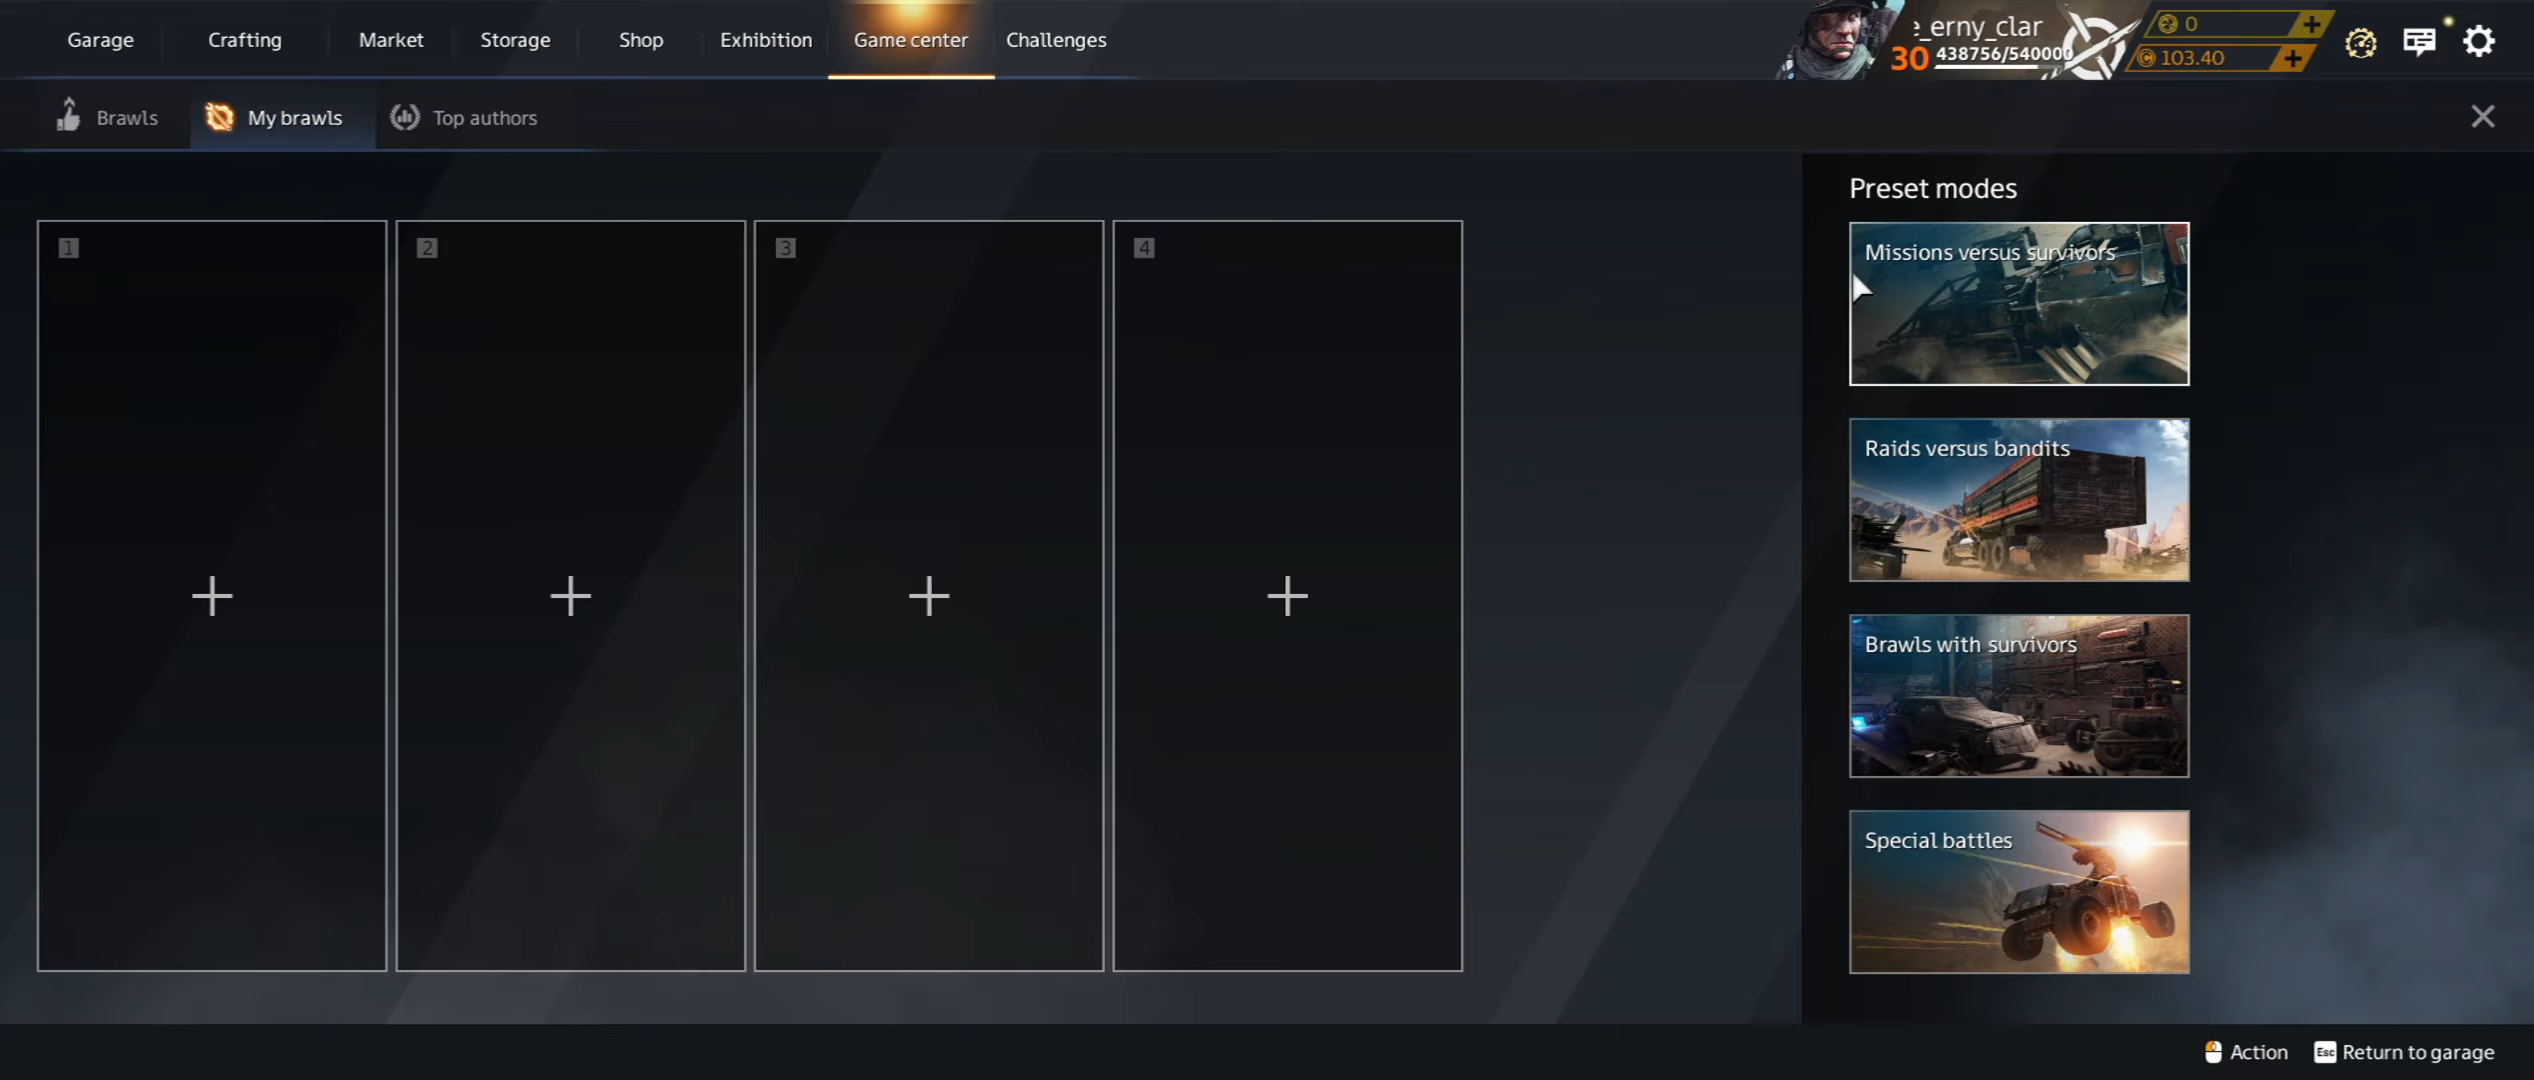 Garage Crafting Market Storage Shop Exhibition Game center Challenges
_erny_clar
30 438756/540000
0
103.40
Brawls My brawls Top authors
Preset modes
1 2 3 4
Missions versus survivors
Raids versus bandits
Brawls with survivors
Special battles
Action Esc Return to garage